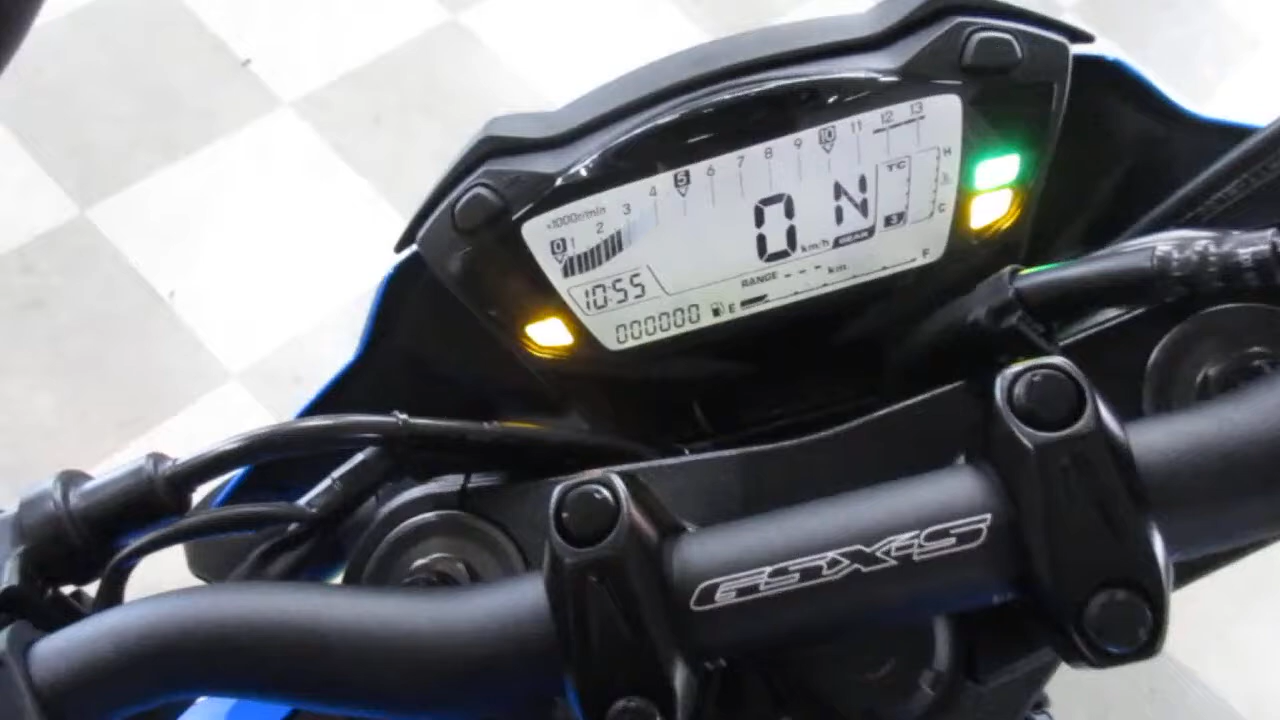 x1000r/min
0 1 2 3 4 5 6 7 8 9 10 11 12 13
0 km/h
N
GEAR
TC
3
H
C
10:55
RANGE --- km
000000 E F
GSX-S